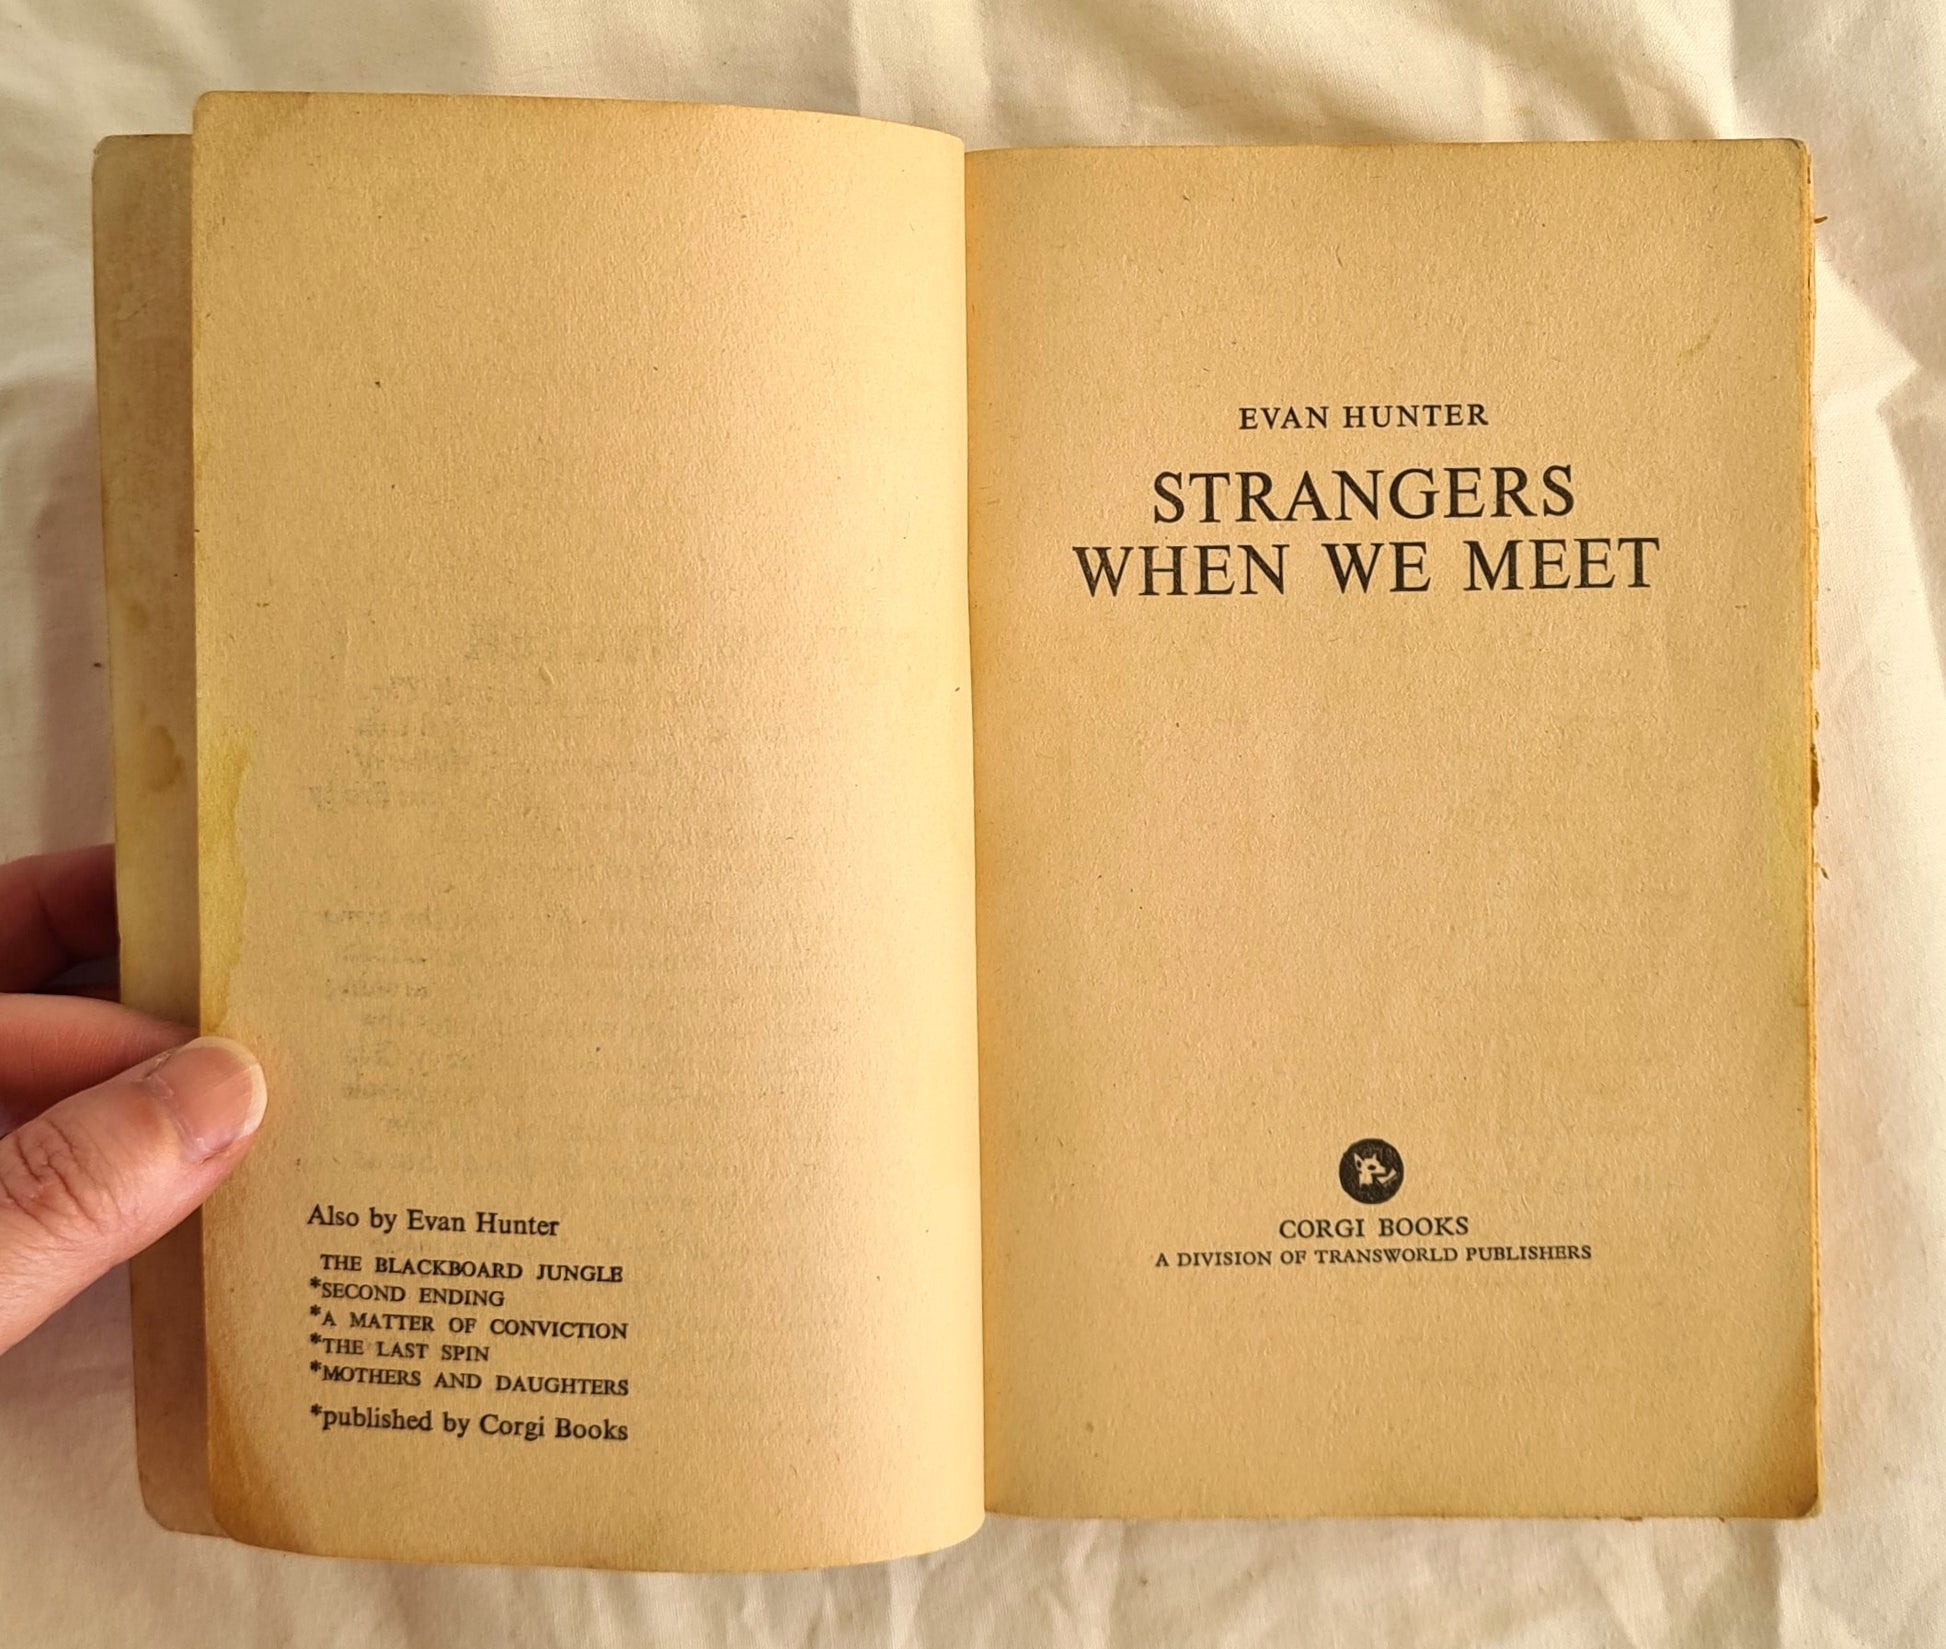 Also by Evan Hunter
THE BLACKBOARD JUNGLE
*SECOND ENDING
*A MATTER OF CONVICTION
*THE LAST SPIN
*MOTHERS AND DAUGHTERS
*published by Corgi Books
EVAN HUNTER
STRANGERS
WHEN WE MEET
CORGI BOOKS
A DIVISION OF TRANSWORLD PUBLISHERS